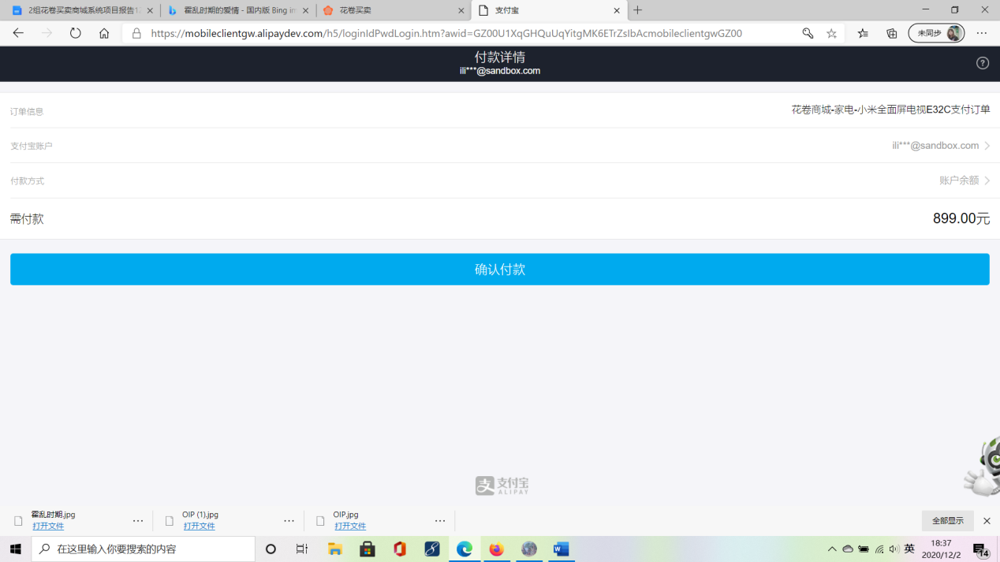 2组花卷买卖商城系统项目报告1
霍乱时期的爱情 - 国内版 Bing im
花卷买卖
支付宝
https://mobileclientgw.alipaydev.com/h5/loginIdPwdLogin.htm?awid=GZ00U1XqGHQuUqYitgMK6ETrZsIbAcmobileclientgwGZ00
未同步
付款详情
ili***@sandbox.com
订单信息
花卷商城-家电-小米全面屏电视E32C支付订单
支付宝账户
ili***@sandbox.com
付款方式
账户余额
需付款
899.00元
确认付款
支 支付宝
ALIPAY
霍乱时期.jpg
打开文件
OIP (1).jpg
打开文件
OIP.jpg
打开文件
全部显示
在这里输入你要搜索的内容
英
18:37
2020/12/2
14